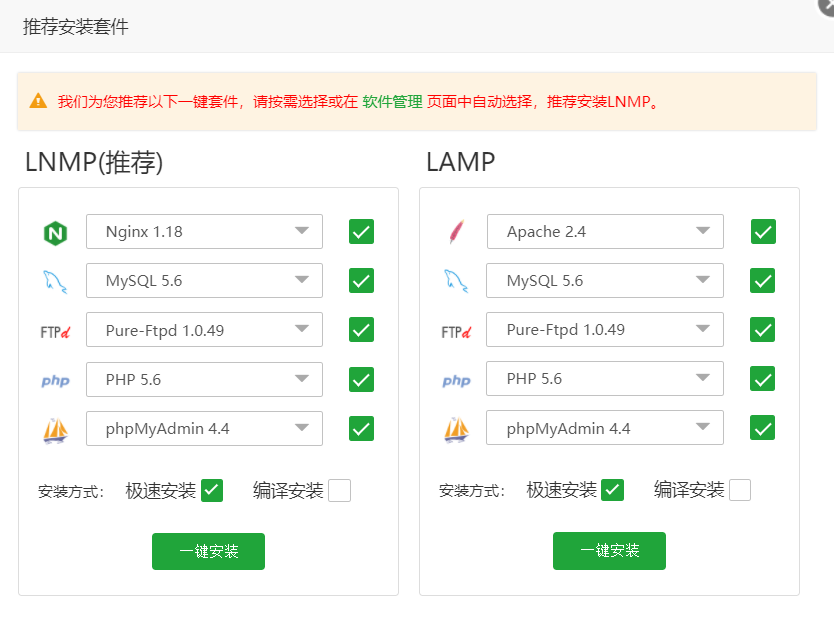 推荐安装套件
我们为您推荐以下一键套件，请按需选择或在 软件管理 页面中自动选择，推荐安装LNMP。
LNMP(推荐)
Nginx 1.18
MySQL 5.6
FTPd
Pure-Ftpd 1.0.49
php
PHP 5.6
phpMyAdmin 4.4
安装方式： 极速安装 编译安装
一键安装
LAMP
Apache 2.4
MySQL 5.6
FTPd
Pure-Ftpd 1.0.49
php
PHP 5.6
phpMyAdmin 4.4
安装方式： 极速安装 编译安装
一键安装